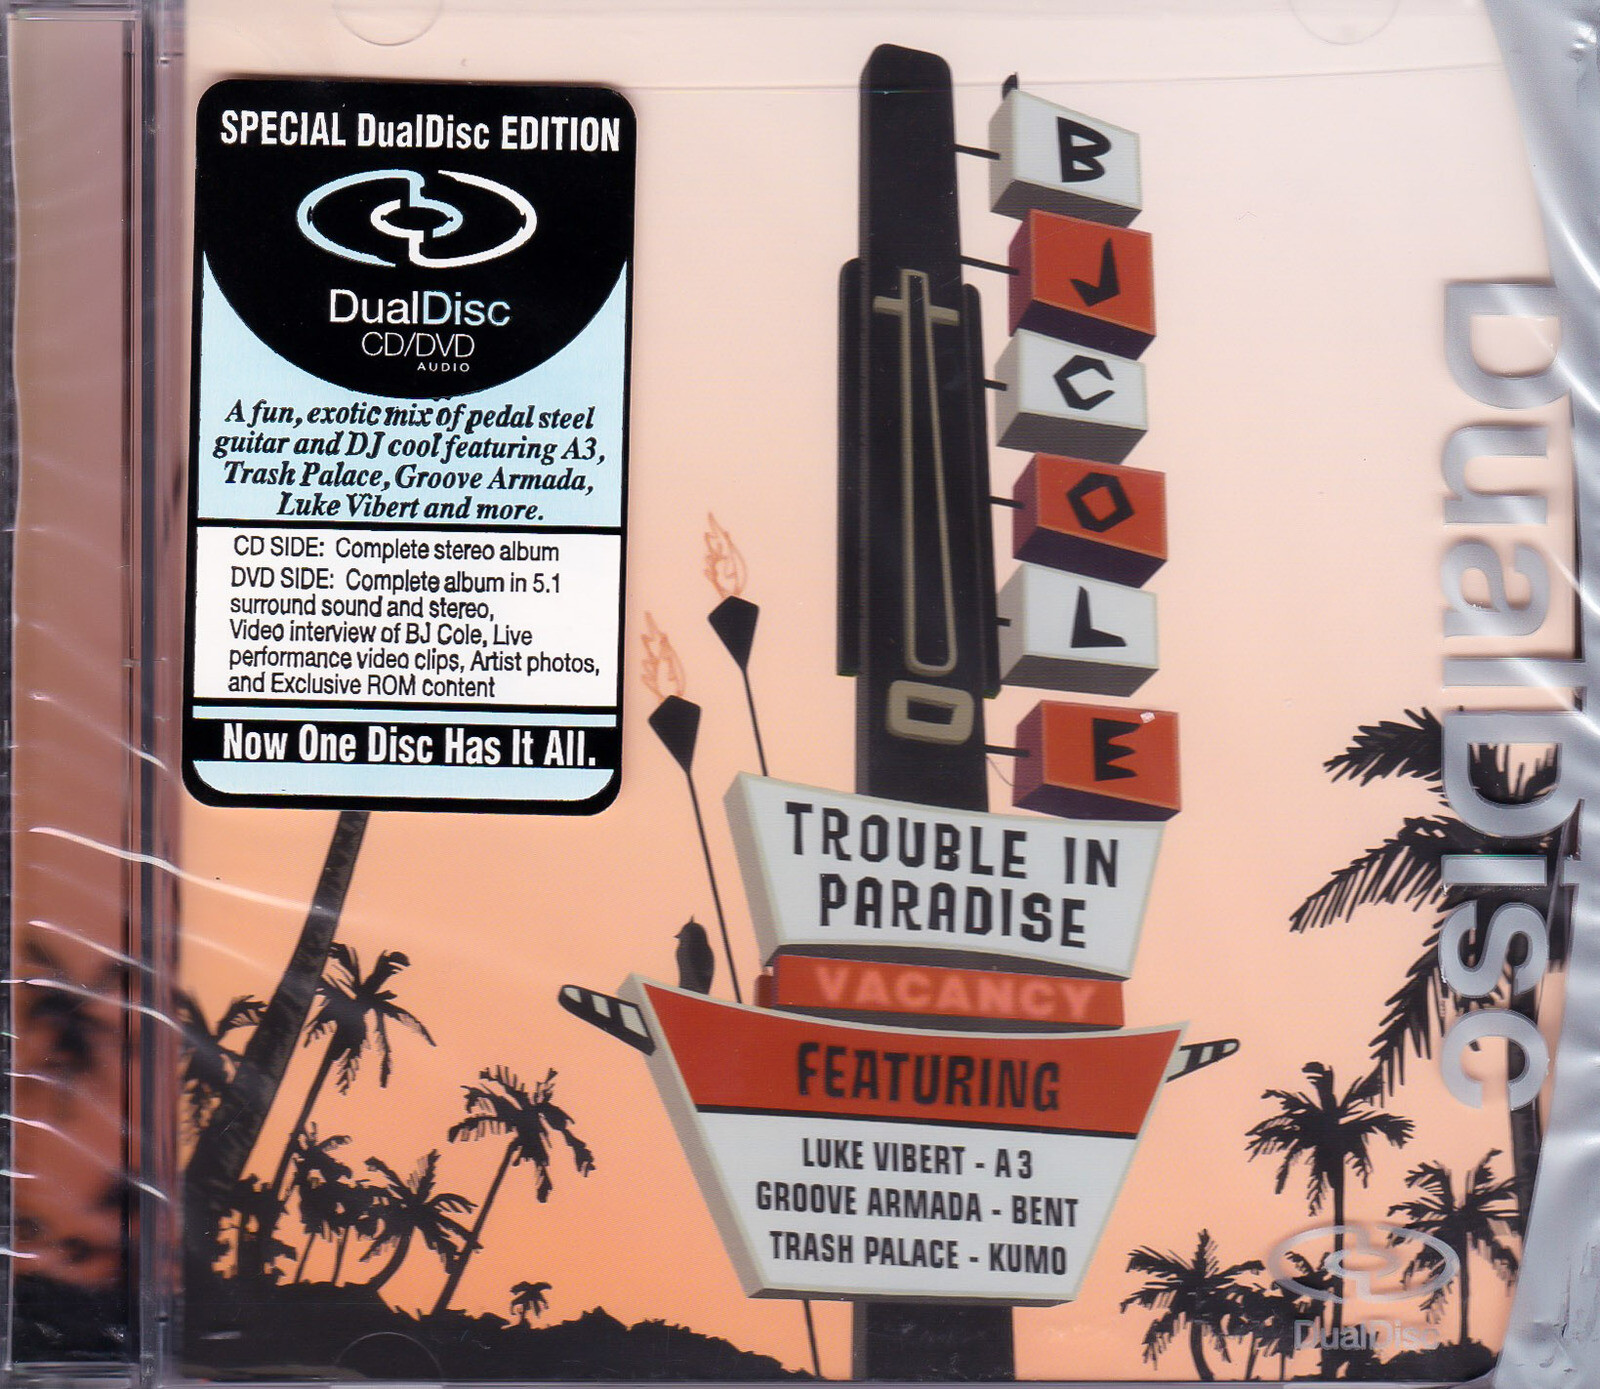 SPECIAL DualDisc EDITION
DualDisc
CD/DVD
AUDIO
A fun, exotic mix of pedal steel
guitar and DJ cool featuring A3,
Trash Palace, Groove Armada,
Luke Vibert and more.
CD SIDE: Complete stereo album
DVD SIDE: Complete album in 5.1
surround sound and stereo,
Video interview of BJ Cole, Live
performance video clips, Artist photos,
and Exclusive ROM content
Now One Disc Has It All.
B
J
C
O
L
E
TROUBLE IN
PARADISE
VACANCY
FEATURING
LUKE VIBERT - A3
GROOVE ARMADA - BENT
TRASH PALACE - KUMO
DualDisc
DualDisc